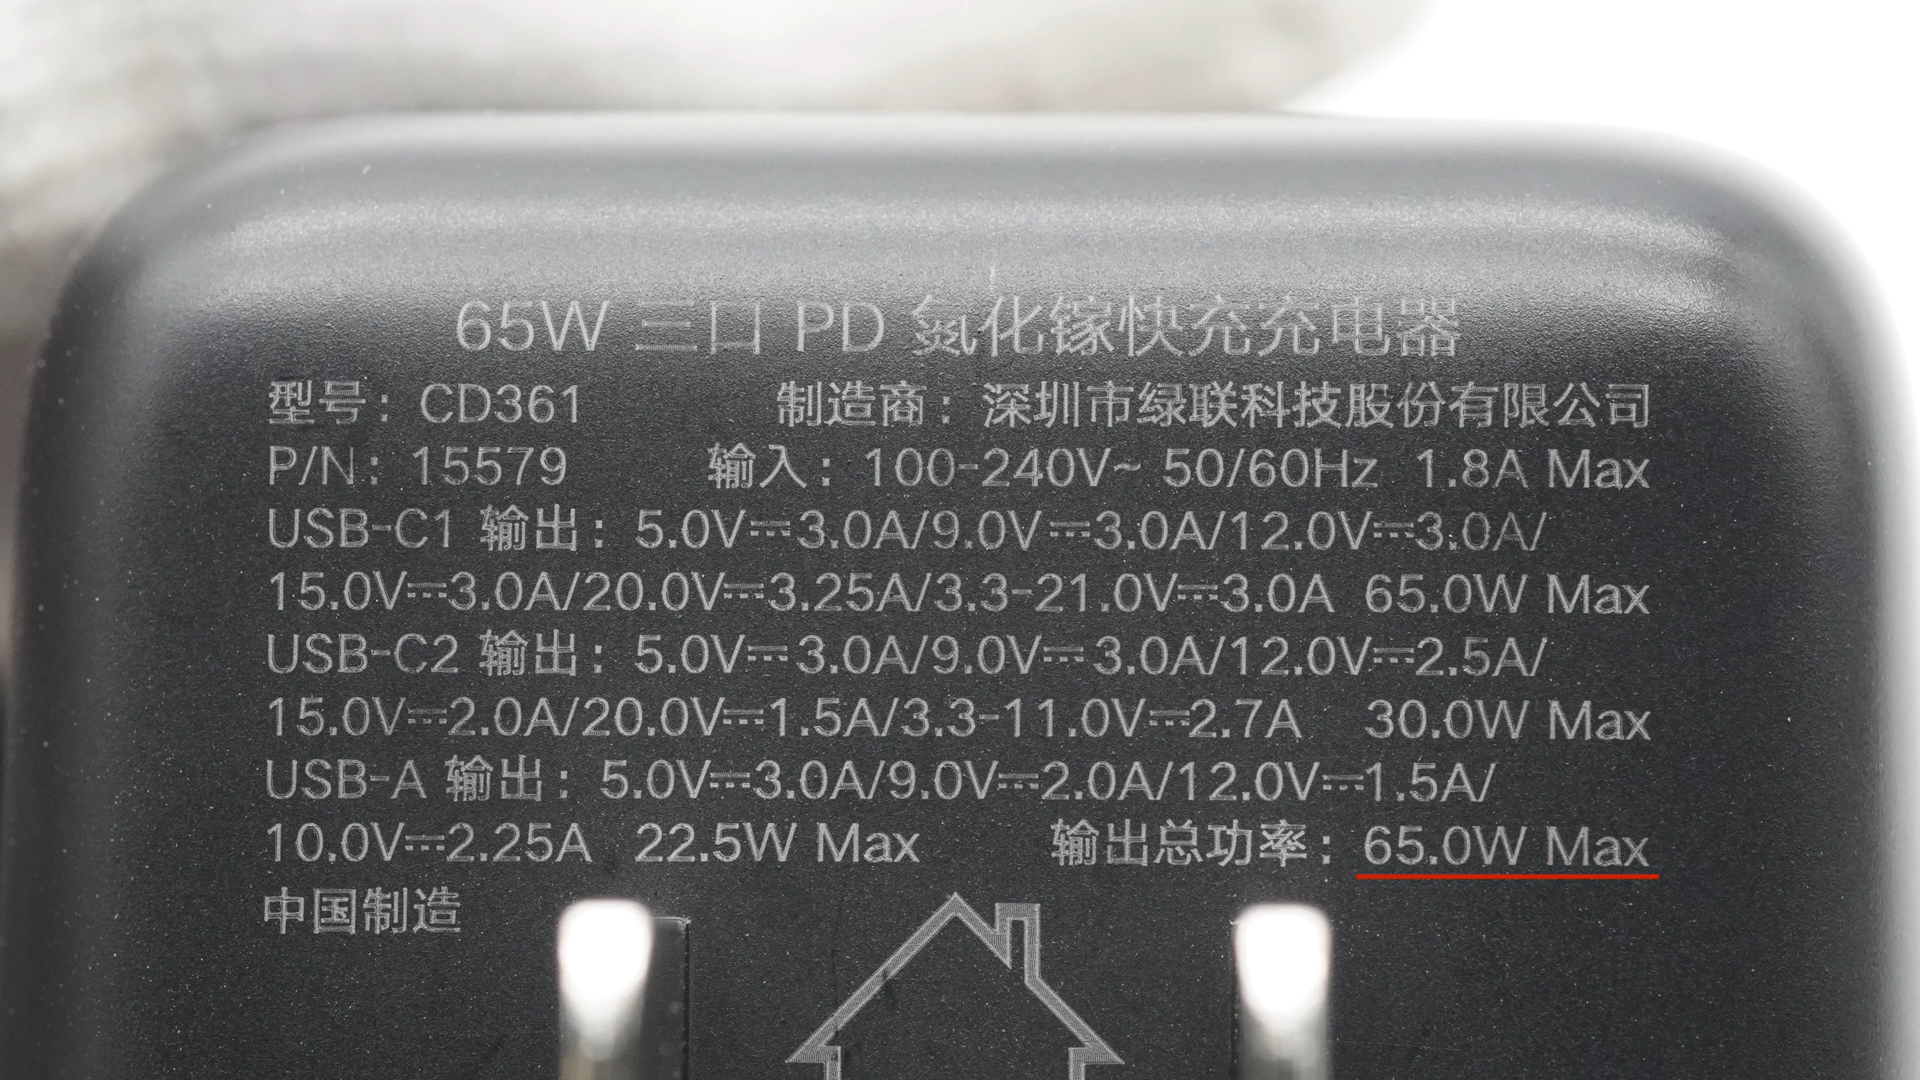 65W 三口 PD 氮化镓快充充电器
型号: CD361 制造商: 深圳市绿联科技股份有限公司
P/N: 15579 输入: 100-240V~ 50/60Hz 1.8A Max
USB-C1 输出: 5.0V⎓3.0A/9.0V⎓3.0A/12.0V⎓3.0A/
15.0V⎓3.0A/20.0V⎓3.25A/3.3-21.0V⎓3.0A 65.0W Max
USB-C2 输出: 5.0V⎓3.0A/9.0V⎓3.0A/12.0V⎓2.5A/
15.0V⎓2.0A/20.0V⎓1.5A/3.3-11.0V⎓2.7A 30.0W Max
USB-A 输出: 5.0V⎓3.0A/9.0V⎓2.0A/12.0V⎓1.5A/
10.0V⎓2.25A 22.5W Max 输出总功率: 65.0W Max
中国制造